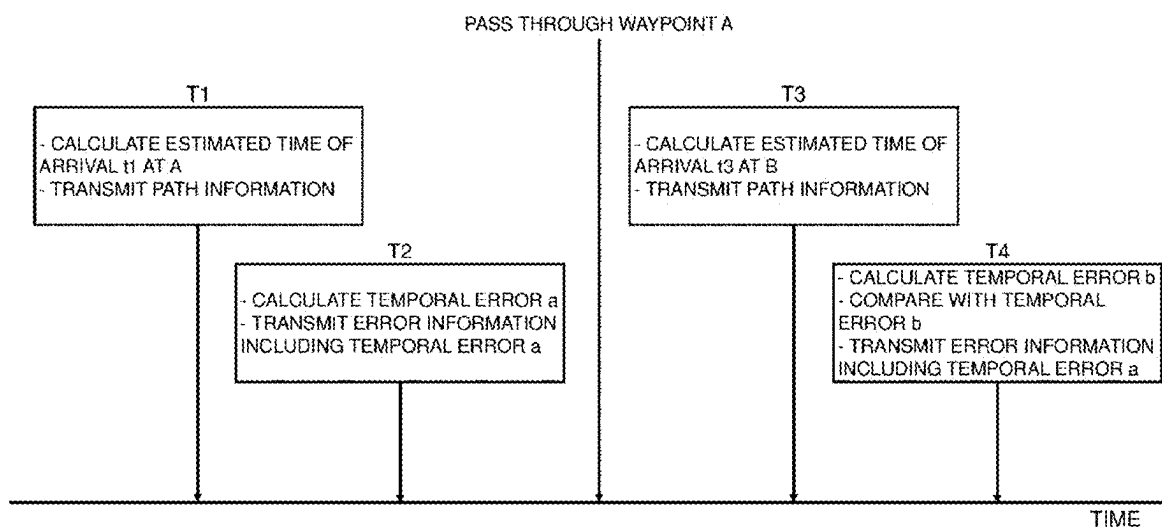 PASS THROUGH WAYPOINT A
T1
- CALCULATE ESTIMATED TIME OF
ARRIVAL t1 AT A
- TRANSMIT PATH INFORMATION
T2
- CALCULATE TEMPORAL ERROR a
- TRANSMIT ERROR INFORMATION
INCLUDING TEMPORAL ERROR a
T3
- CALCULATE ESTIMATED TIME OF
ARRIVAL t3 AT B
- TRANSMIT PATH INFORMATION
T4
- CALCULATE TEMPORAL ERROR b
- COMPARE WITH TEMPORAL
ERROR b
- TRANSMIT ERROR INFORMATION
INCLUDING TEMPORAL ERROR a
TIME